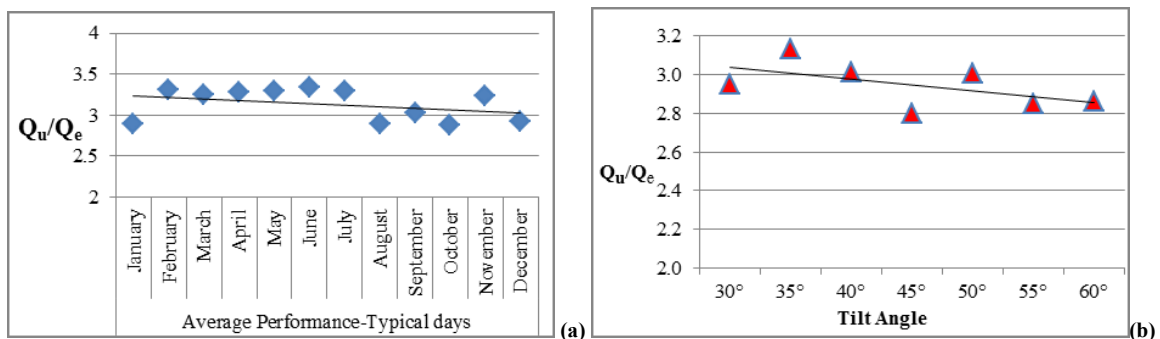 4
3.5
3
2.5
2
Qu/Qe
January
February
March
April
May
June
July
August
September
October
November
December
Average Performance-Typical days
(a)
3.2
3.0
2.8
2.6
2.4
2.2
2.0
Qu/Qe
30° 35° 40° 45° 50° 55° 60°
Tilt Angle
(b)